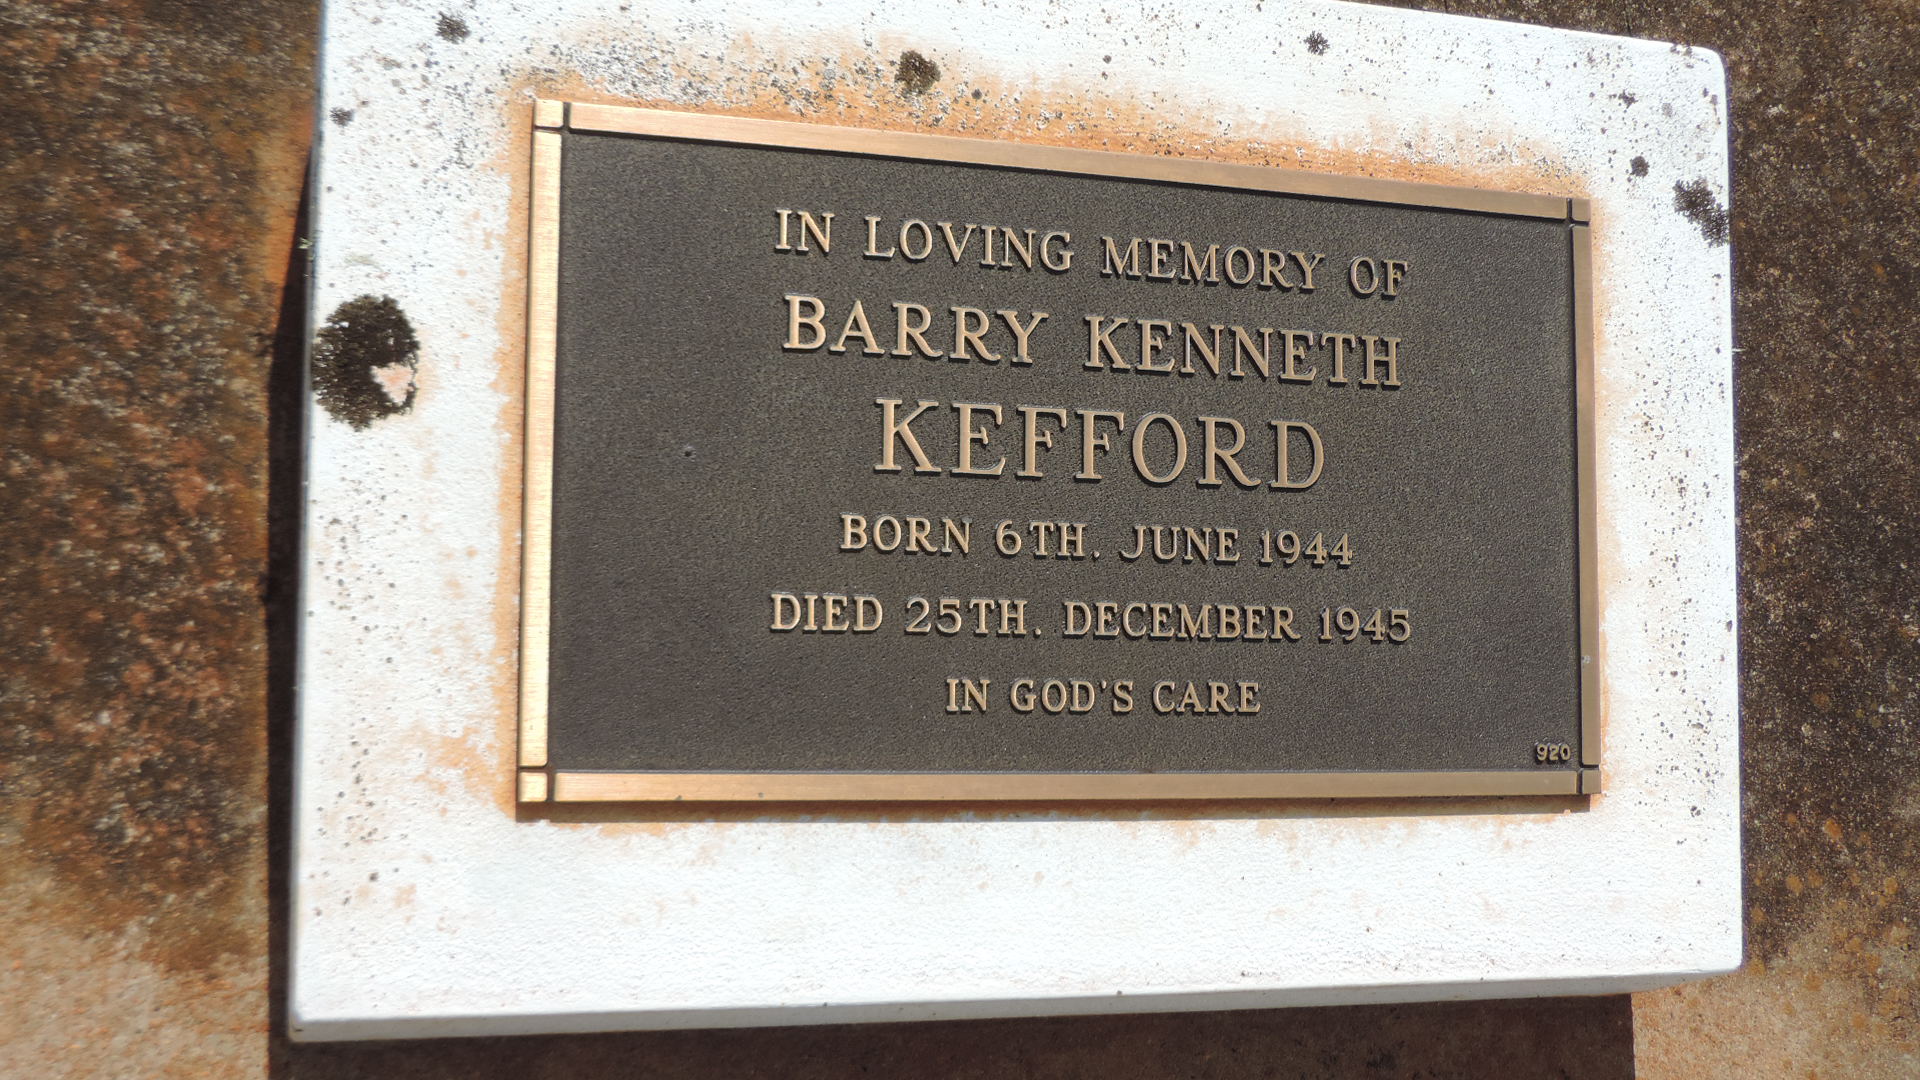 IN LOVING MEMORY OF
BARRY KENNETH
KEFFORD
BORN 6TH. JUNE 1944
DIED 25TH. DECEMBER 1945
IN GOD'S CARE
920